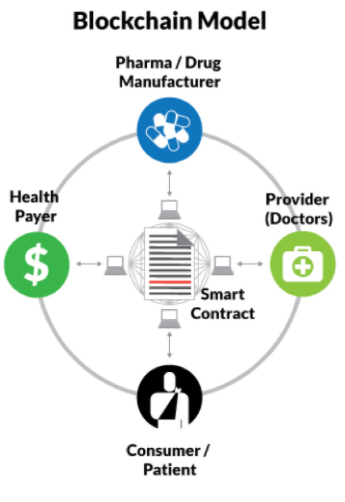 Blockchain Model
Pharma / Drug
Manufacturer
Health
Payer
Provider
(Doctors)
$
Smart
Contract
Consumer /
Patient